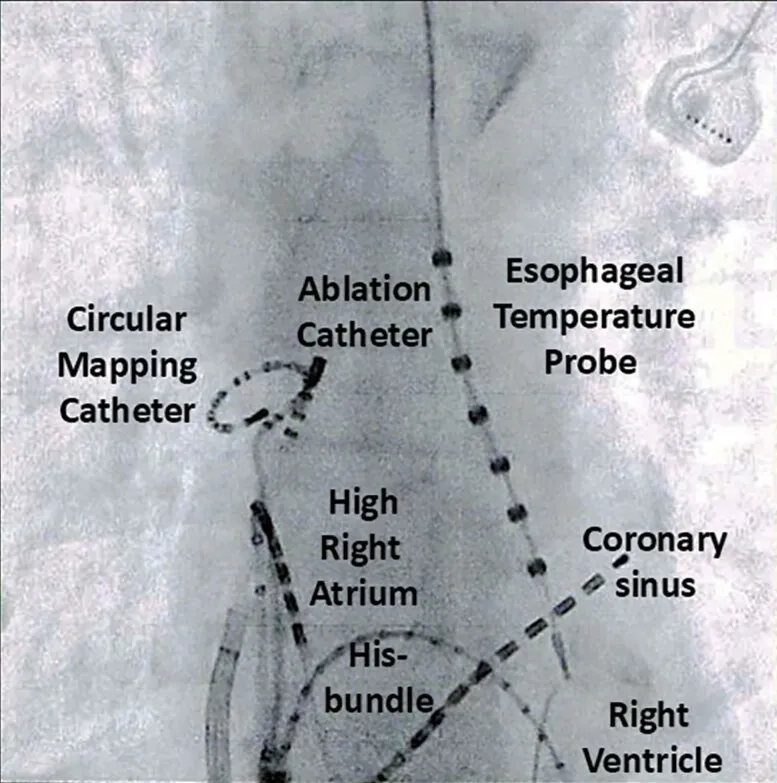 Ablation
Catheter
Esophageal
Temperature
Probe
Circular
Mapping
Catheter
High
Right
Atrium
Coronary
sinus
His-
bundle
Right
Ventricle